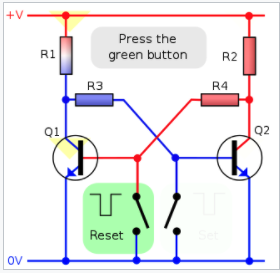 +V
Press the
green button
R1
R2
R3
R4
Q1
Q2
Reset
Set
0V